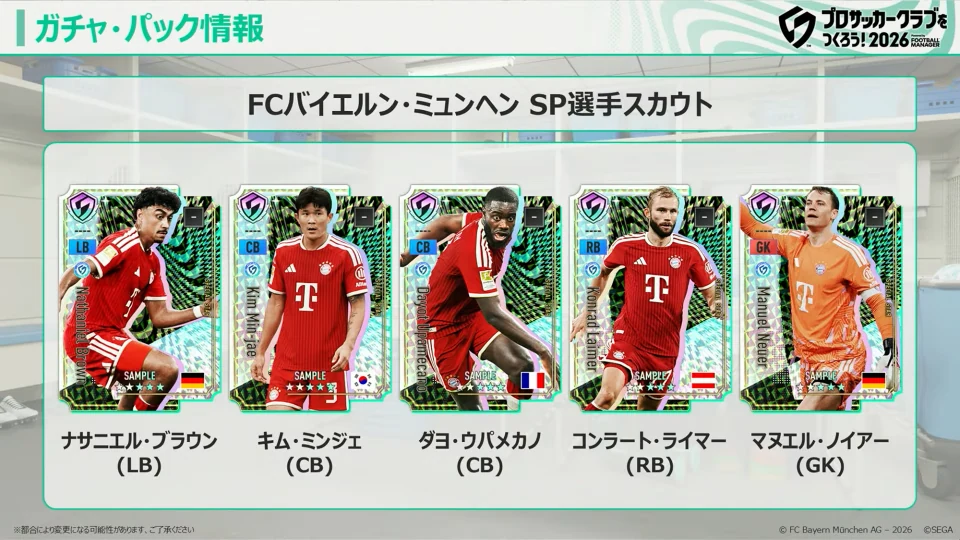 ガチャ・パック情報
プロサッカークラブを
つくろう!2026
Powered by
FOOTBALL
MANAGER
FCバイエルン・ミュンヘン SP選手スカウト
LB
Nathaniel Brown
SAMPLE
CB
Kim Min-jae
SAMPLE
CB
Dayot Upamecano
SAMPLE
RB
Konrad Laimer
SAMPLE
GK
Manuel Neuer
SAMPLE
ナサニエル・ブラウン
(LB)
キム・ミンジェ
(CB)
ダヨ・ウパメカノ
(CB)
コンラート・ライマー
(RB)
マヌエル・ノイアー
(GK)
※都合により変更になる可能性があります、ご了承ください
© FC Bayern München AG – 2026 ©SEGA